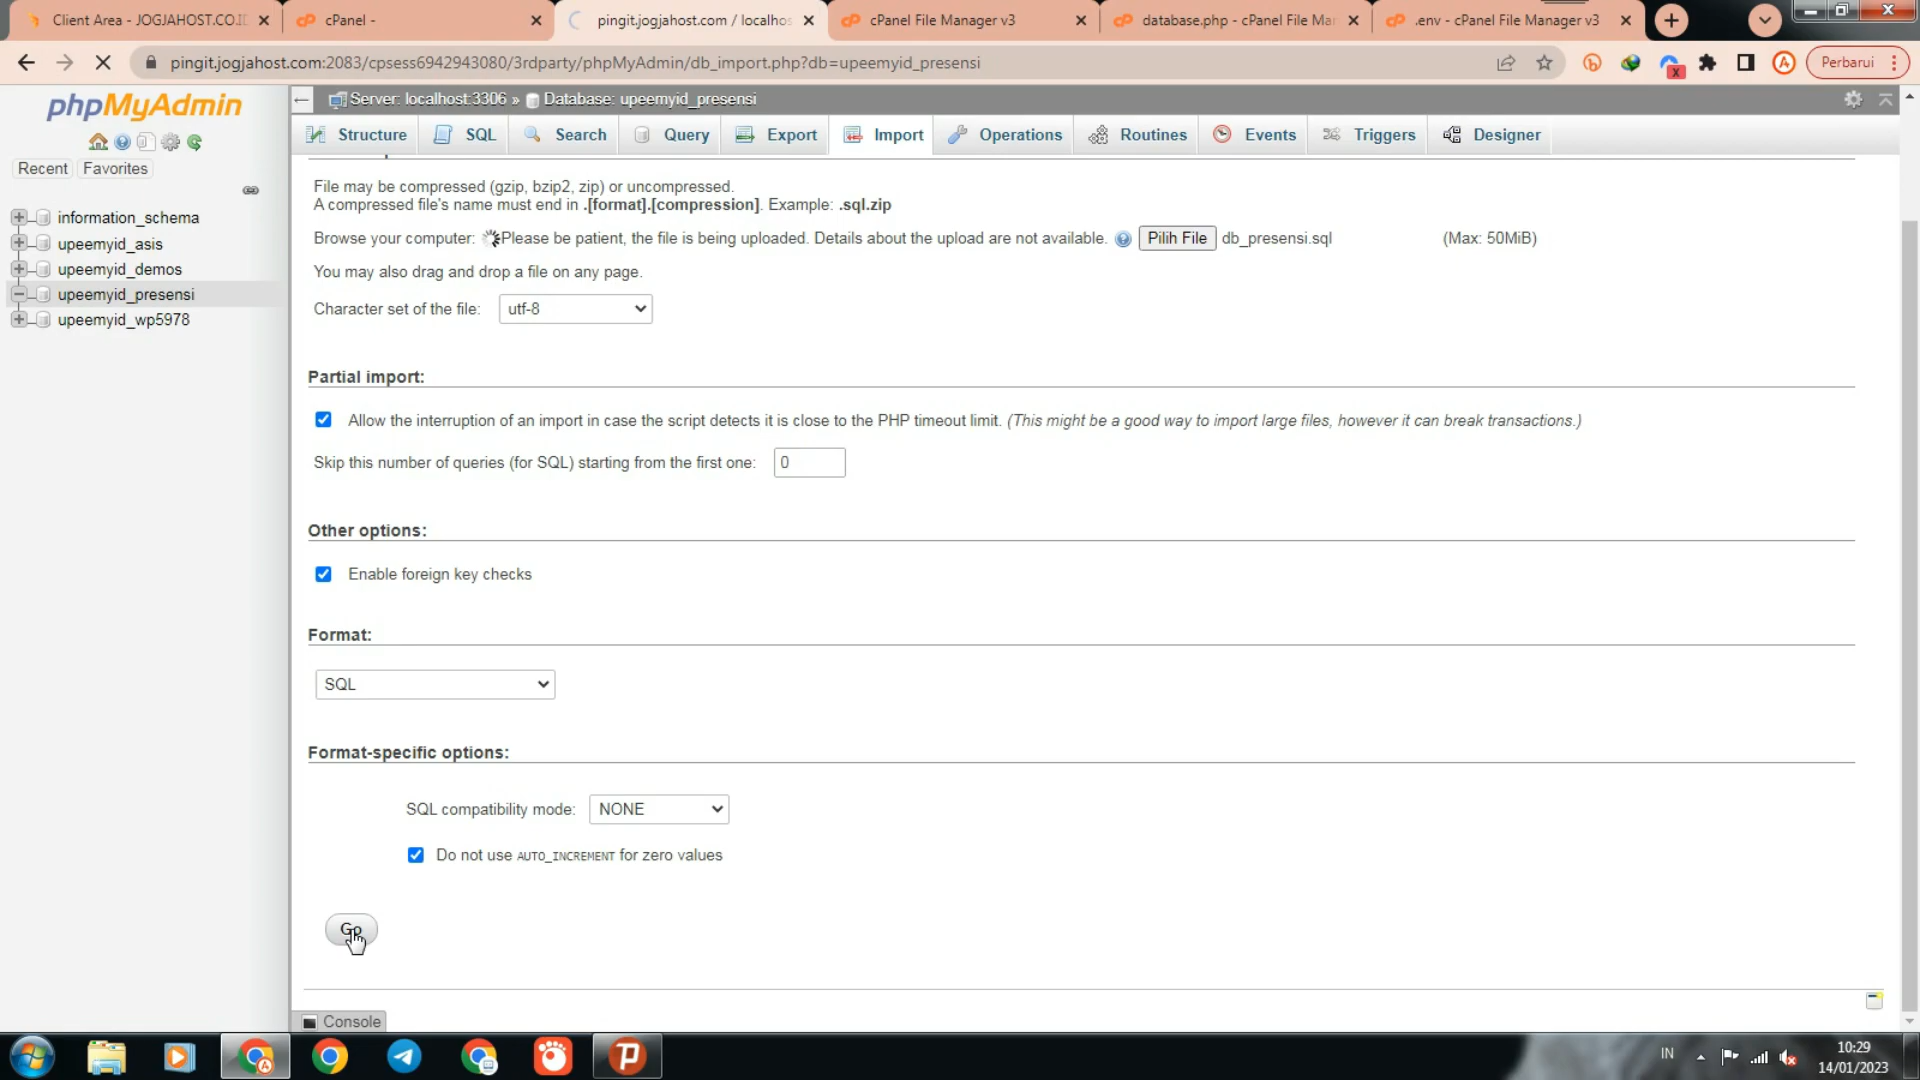 Client Area - JOGJAHOST.CO.I
cPanel -
pingit.jogjahost.com / localhos
cPanel File Manager v3
database.php - cPanel File Ma
.env - cPanel File Manager v3
pingit.jogjahost.com:2083/cpsess6942943080/3rdparty/phpMyAdmin/db_import.php?db=upeemyid_presensi
Perbarui
phpMyAdmin
Recent Favorites
information_schema
upeemyid_asis
upeemyid_demos
upeemyid_presensi
upeemyid_wp5978
Server: localhost:3306 » Database: upeemyid_presensi
Structure SQL Search Query Export Import Operations Routines Events Triggers Designer
File may be compressed (gzip, bzip2, zip) or uncompressed.
A compressed file's name must end in .[format].[compression]. Example: .sql.zip
Browse your computer: Please be patient, the file is being uploaded. Details about the upload are not available. Pilih File db_presensi.sql (Max: 50MiB)
You may also drag and drop a file on any page.
Character set of the file: utf-8
Partial import:
Allow the interruption of an import in case the script detects it is close to the PHP timeout limit. (This might be a good way to import large files, however it can break transactions.)
Skip this number of queries (for SQL) starting from the first one: 0
Other options:
Enable foreign key checks
Format:
SQL
Format-specific options:
SQL compatibility mode: NONE
Do not use AUTO_INCREMENT for zero values
Go
Console
IN
10:29
14/01/2023